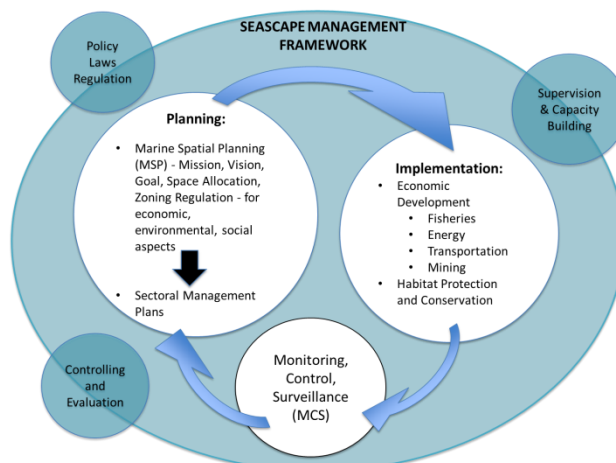 SEASCAPE MANAGEMENT
FRAMEWORK
Policy
Laws
Regulation
Supervision
& Capacity
Building
Planning:
• Marine Spatial Planning
(MSP) - Mission, Vision,
Goal, Space Allocation,
Zoning Regulation - for
economic,
environmental, social
aspects
• Sectoral Management
Plans
Implementation:
• Economic
Development
• Fisheries
• Energy
• Transportation
• Mining
• Habitat Protection
and Conservation
Controlling
and
Evaluation
Monitoring,
Control,
Surveillance
(MCS)